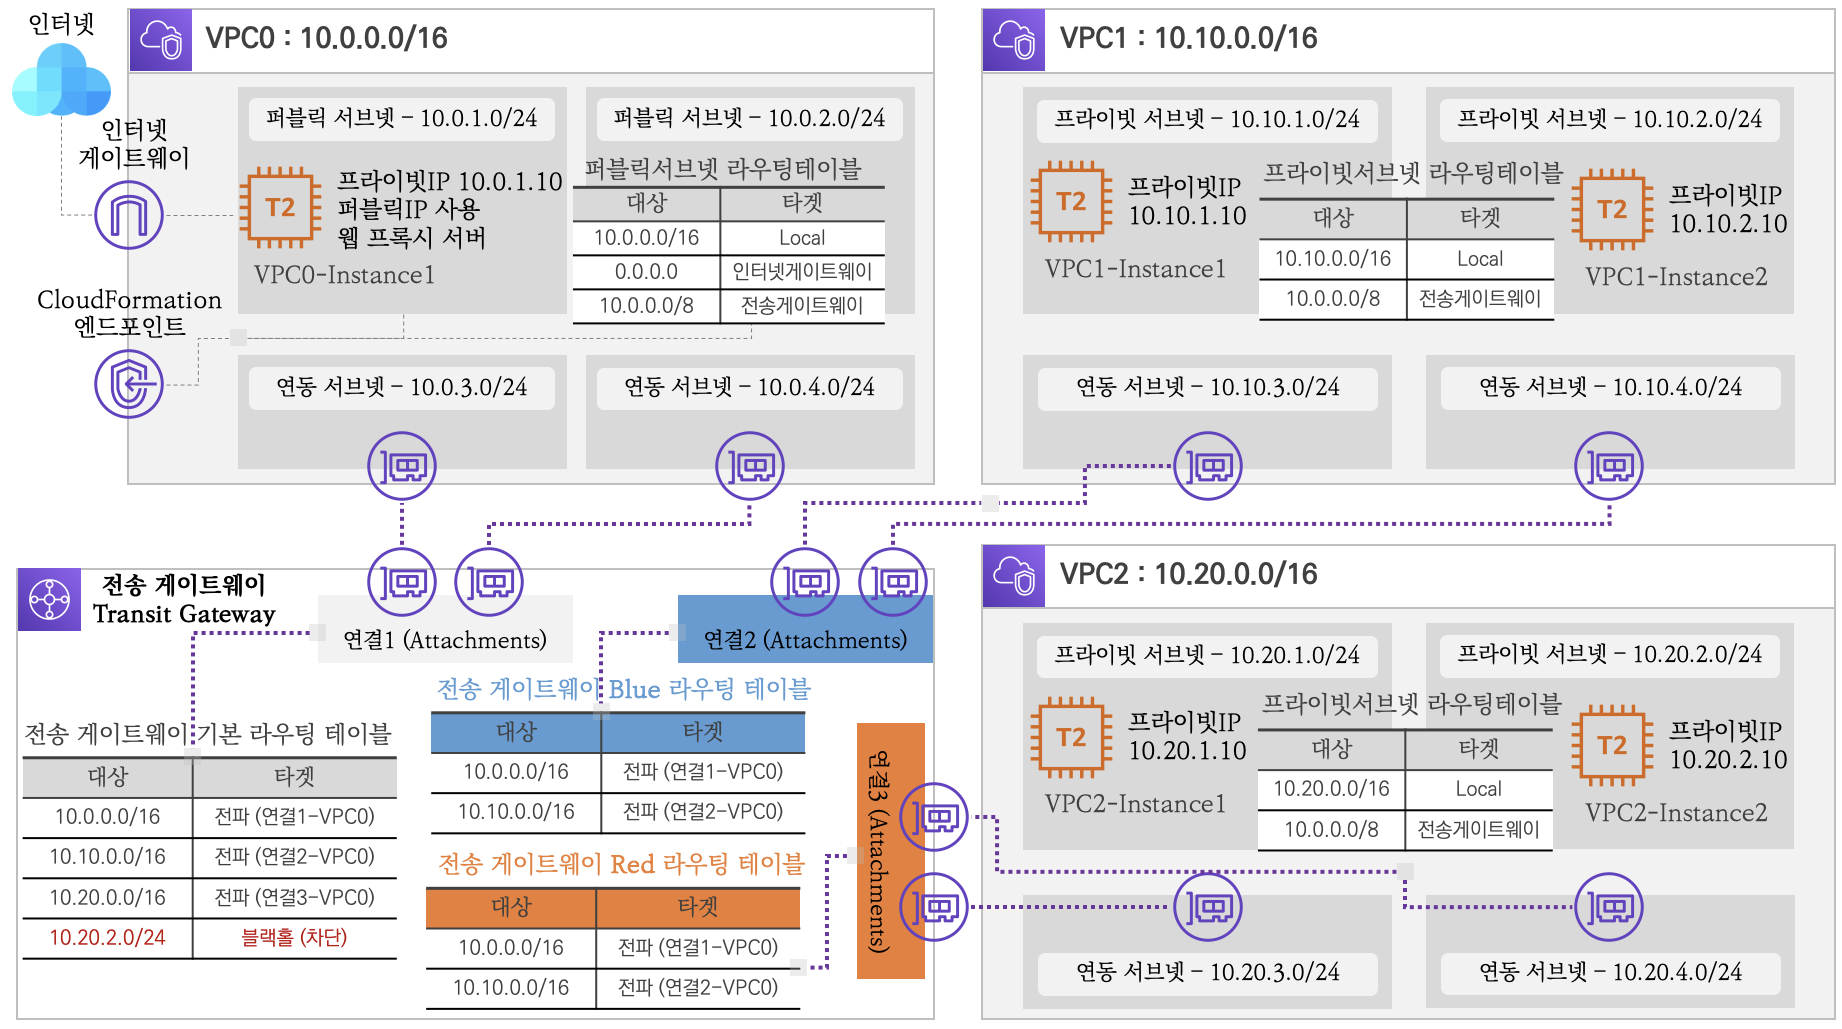 인터넷
VPC0 : 10.0.0.0/16
인터넷
게이트웨이
CloudFormation
엔드포인트
퍼블릭 서브넷 – 10.0.1.0/24
퍼블릭 서브넷 – 10.0.2.0/24
T2
프라이빗IP 10.0.1.10
퍼블릭IP 사용
웹 프록시 서버
VPC0-Instance1
퍼블릭서브넷 라우팅테이블
대상 타겟
10.0.0.0/16 Local
0.0.0.0 인터넷게이트웨이
10.0.0.0/8 전송게이트웨이
연동 서브넷 – 10.0.3.0/24
연동 서브넷 – 10.0.4.0/24
VPC1 : 10.10.0.0/16
프라이빗 서브넷 – 10.10.1.0/24
프라이빗 서브넷 – 10.10.2.0/24
T2
프라이빗IP
10.10.1.10
VPC1-Instance1
프라이빗서브넷 라우팅테이블
대상 타겟
10.10.0.0/16 Local
10.0.0.0/8 전송게이트웨이
T2
프라이빗IP
10.10.2.10
VPC1-Instance2
연동 서브넷 – 10.10.3.0/24
연동 서브넷 – 10.10.4.0/24
전송 게이트웨이
Transit Gateway
연결1 (Attachments)
연결2 (Attachments)
전송 게이트웨이 기본 라우팅 테이블
대상 타겟
10.0.0.0/16 전파 (연결1-VPC0)
10.10.0.0/16 전파 (연결2-VPC0)
10.20.0.0/16 전파 (연결3-VPC0)
10.20.2.0/24 블랙홀 (차단)
전송 게이트웨이 Blue 라우팅 테이블
대상 타겟
10.0.0.0/16 전파 (연결1-VPC0)
10.10.0.0/16 전파 (연결2-VPC0)
전송 게이트웨이 Red 라우팅 테이블
대상 타겟
10.0.0.0/16 전파 (연결1-VPC0)
10.10.0.0/16 전파 (연결2-VPC0)
연결3 (Attachments)
VPC2 : 10.20.0.0/16
프라이빗 서브넷 – 10.20.1.0/24
프라이빗 서브넷 – 10.20.2.0/24
T2
프라이빗IP
10.20.1.10
VPC2-Instance1
프라이빗서브넷 라우팅테이블
대상 타겟
10.20.0.0/16 Local
10.0.0.0/8 전송게이트웨이
T2
프라이빗IP
10.20.2.10
VPC2-Instance2
연동 서브넷 – 10.20.3.0/24
연동 서브넷 – 10.20.4.0/24